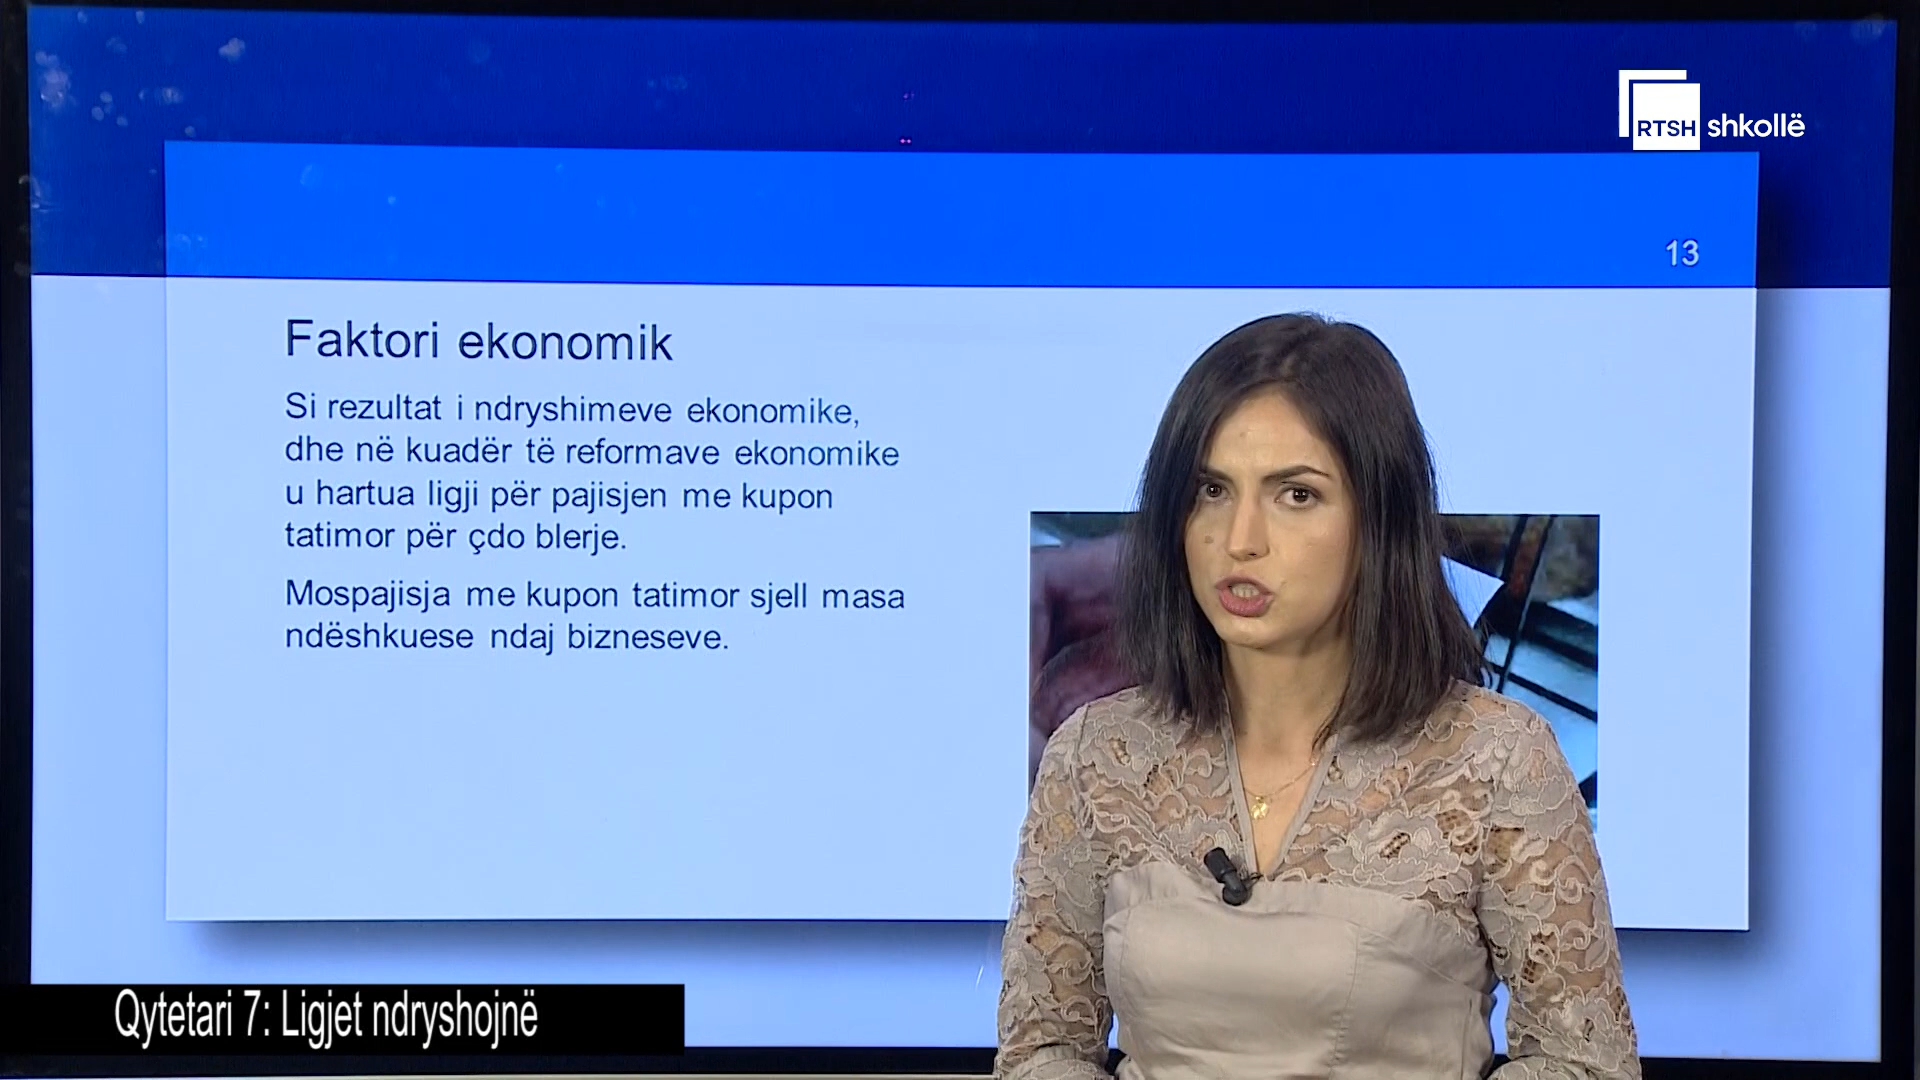 RTSH shkollë
13
Faktori ekonomik
Si rezultat i ndryshimeve ekonomike,
dhe në kuadër të reformave ekonomike
u hartua ligji për pajisjen me kupon
tatimor për çdo blerje.
Mospajisja me kupon tatimor sjell masa
ndëshkuese ndaj bizneseve.
Qytetari 7: Ligjet ndryshojnë